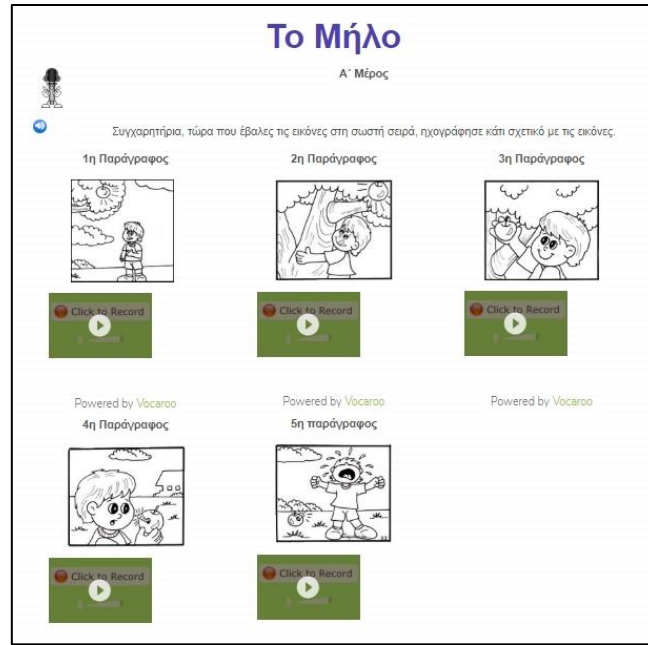 Το Μήλο
Α΄ Μέρος
Συγχαρητήρια, τώρα που έβαλες τις εικόνες στη σωστή σειρά, ηχογράφησε κάτι σχετικό με τις εικόνες.
1η Παράγραφος
2η Παράγραφος
3η Παράγραφος
Click to Record
Click to Record
Click to Record
Powered by Vocaroo
Powered by Vocaroo
Powered by Vocaroo
4η Παράγραφος
5η παράγραφος
Click to Record
Click to Record